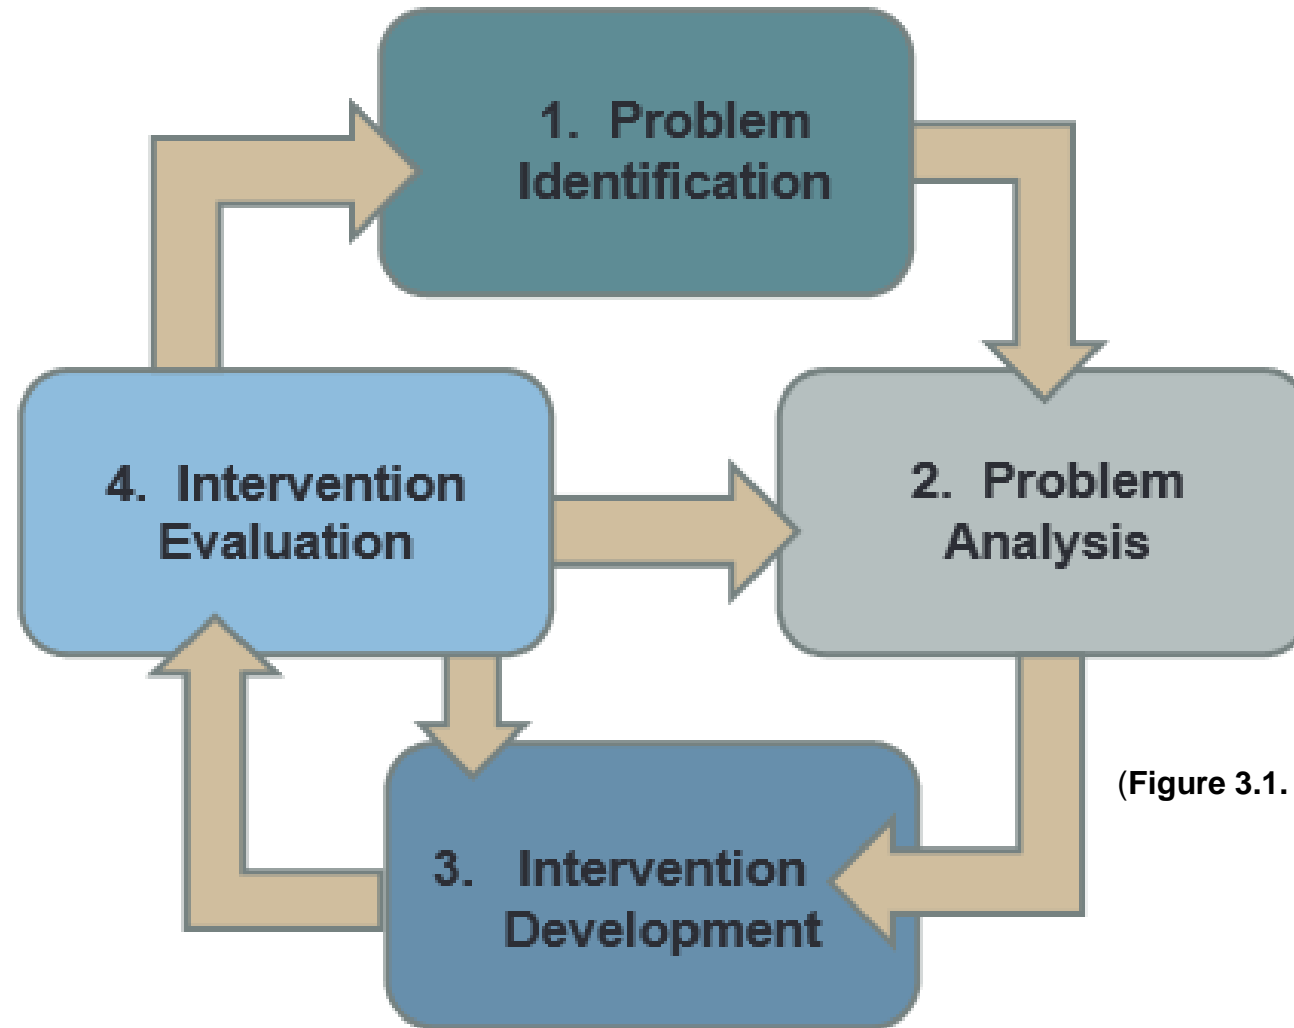 1. Problem
Identification
2. Problem
Analysis
3. Intervention
Development
4. Intervention
Evaluation
(Figure 3.1.